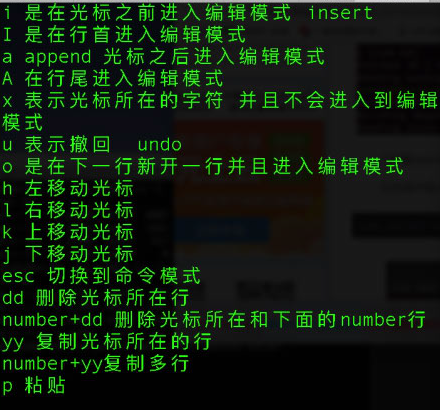 i 是在光标之前进入编辑模式 insert
I 是在行首进入编辑模式
a append 光标之后进入编辑模式
A 在行尾进入编辑模式
x 表示光标所在的字符 并且不会进入到编辑
模式
u 表示撤回  undo
o 是在下一行新开一行并且进入编辑模式
h 左移动光标
l 右移动光标
k 上移动光标
j 下移动光标
esc 切换到命令模式
dd 删除光标所在行
number+dd 删除光标所在和下面的number行
yy 复制光标所在的行
number+yy复制多行
p 粘贴